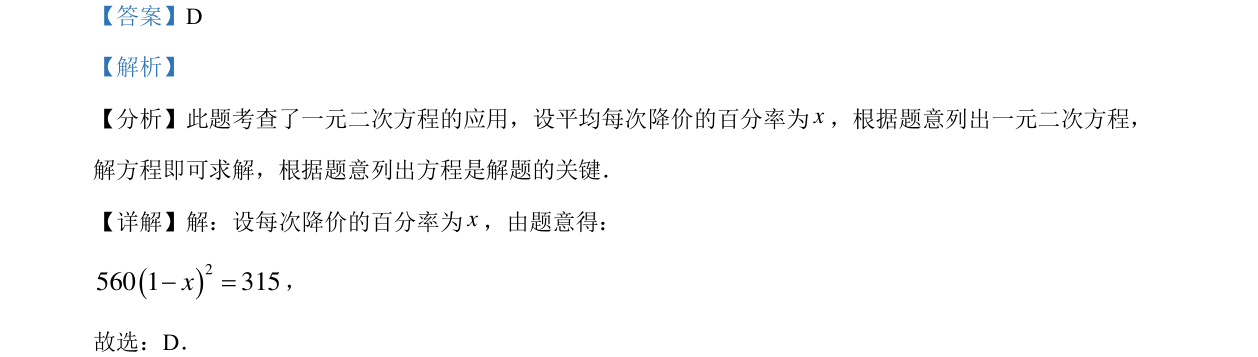 【答案】D
【解析】
【分析】此题考查了一元二次方程的应用，设平均每次降价的百分率为 x ，根据题意列出一元二次方程，
解方程即可求解，根据题意列出方程是解题的关键．
【详解】解：设每次降价的百分率为 x ，由题意得：
560(1−x)² =315，
故选：D．